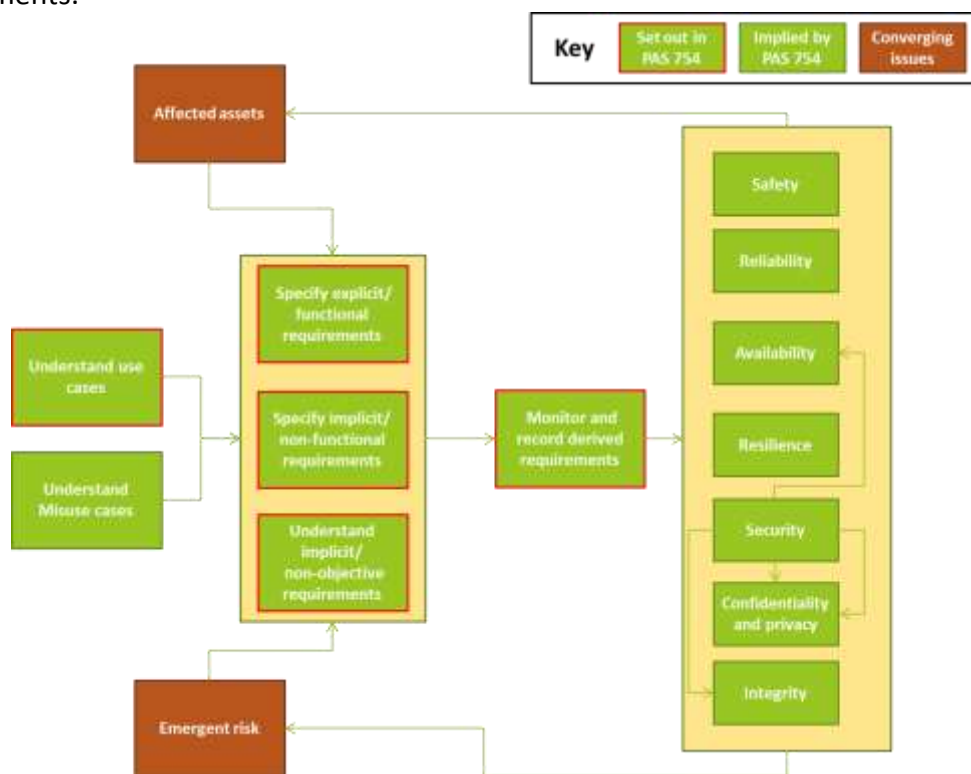 ments.
Key
Set out in
PAS 754
Implied by
PAS 754
Converging
issues
Affected assets
Safety
Reliability
Specify explicit/
functional
requirements
Understand use
cases
Availability
Specify implicit/
non-functional
requirements
Monitor and
record derived
requirements
Resilience
Understand
Misuse cases
Understand
implicit/
non-objective
requirements
Security
Confidentiality
and privacy
Integrity
Emergent risk